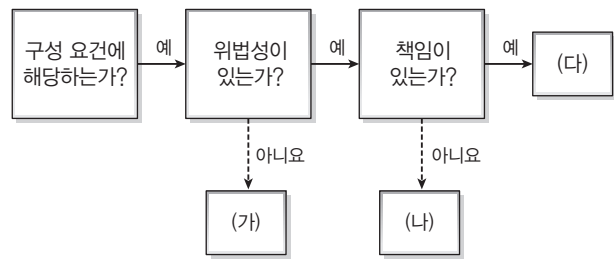 구성 요건에
해당하는가?
예
위법성이
있는가?
예
책임이
있는가?
예
(다)
아니요
아니요
(가)
(나)